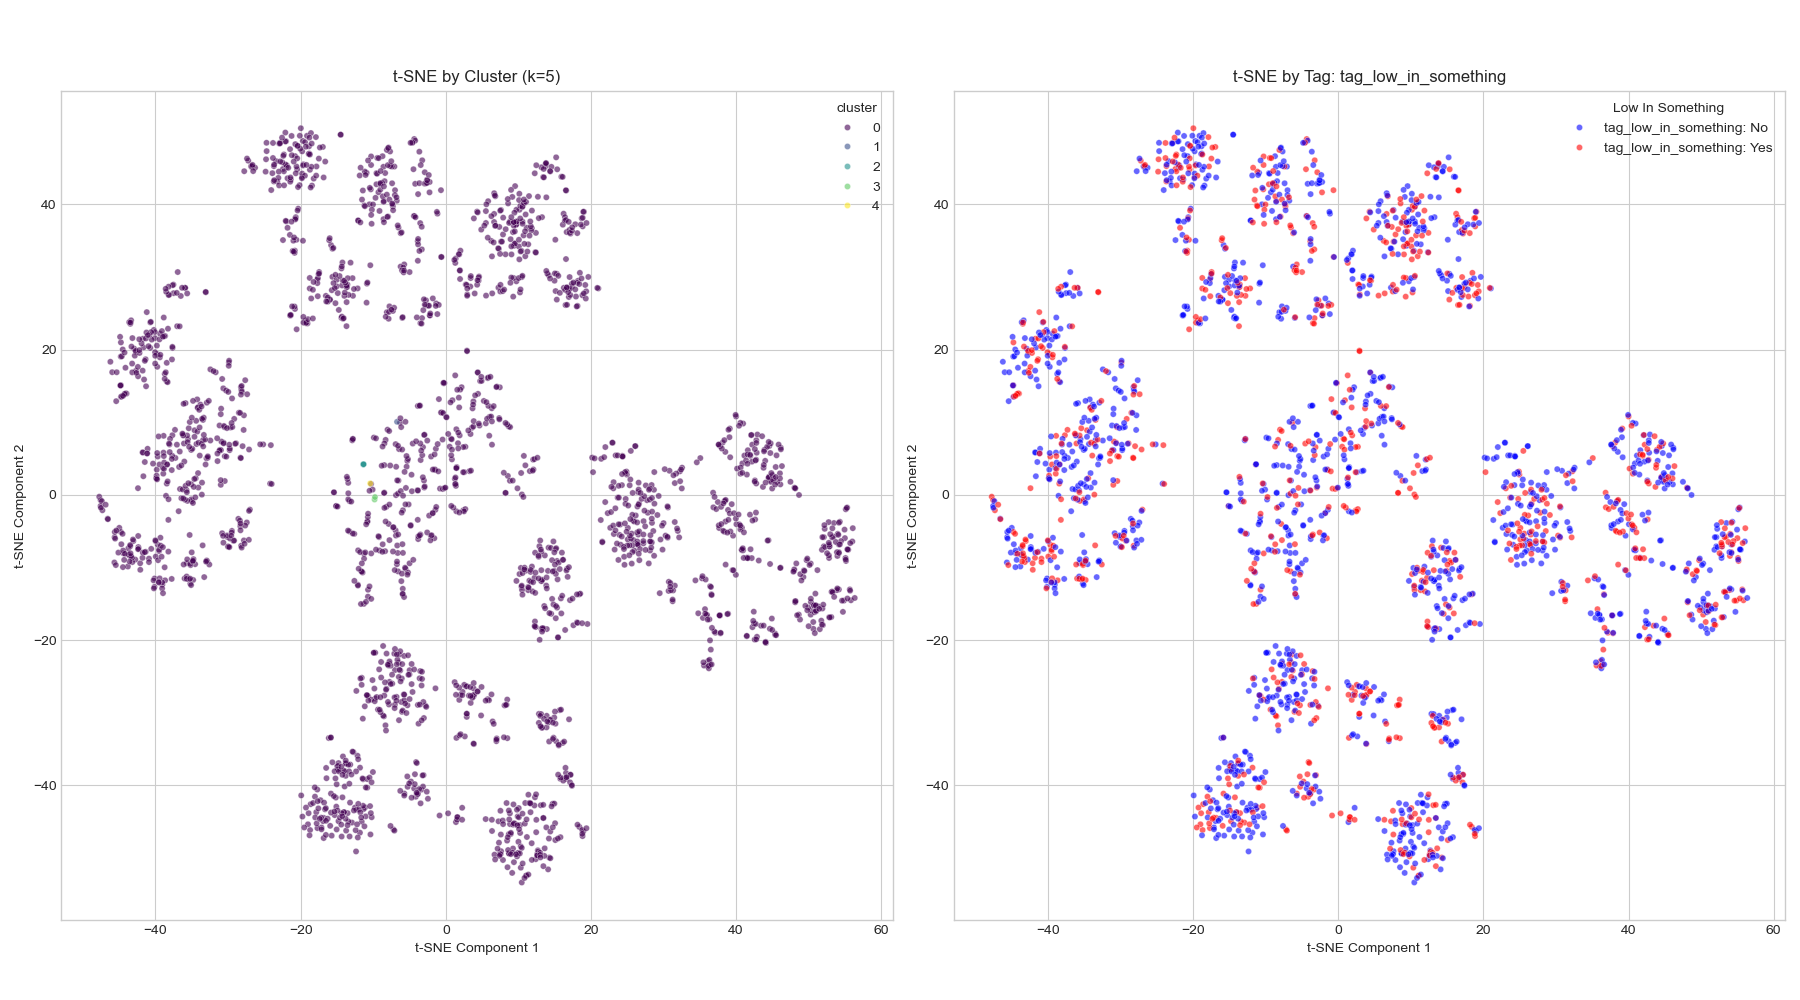 t-SNE by Cluster (k=5)
cluster
0
1
2
3
4
40
20
0
−20
−40
−40
−20
0
20
40
60
t-SNE Component 1
t-SNE Component 2
t-SNE by Tag: tag_low_in_something
Low In Something
tag_low_in_something: No
tag_low_in_something: Yes
40
20
0
−20
−40
−40
−20
0
20
40
60
t-SNE Component 1
t-SNE Component 2